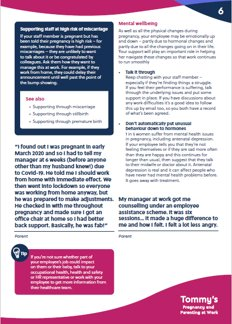 6
Supporting staff at high risk of miscarriage
If your staff member is pregnant but has
been told their pregnancy is high risk – for
example, because they have had previous
miscarriages – they are unlikely to want
to talk about it or be congratulated by
colleagues. Ask them how they want to
manage this at work. For example, if they
work from home, they could delay their
announcement until well past the point of
the bump showing.
See also
Supporting through miscarriage
Supporting through stillbirth
Supporting through premature birth
"I found out I was pregnant in early
March 2020 and so I had to tell my
manager at 6 weeks (before anyone
other than my husband knew!) due
to Covid-19. He told me I should work
from home with immediate effect. We
then went into lockdown so everyone
was working from home anyway, but
he was prepared to make adjustments.
He checked in with me throughout
pregnancy and made sure I got an
office chair at home so I had better
back support. Basically, he was fab!"
Parent
Tip
If you're not sure whether part of
your employee's job could impact
on them or their baby, talk to your
occupational health, health and safety
or HR representative or work with your
employee to get more information from
their healthcare team.
Mental wellbeing
As well as all the physical changes during
pregnancy, your employee may be emotionally up
and down – partly due to hormonal changes and
partly due to all the changes going on in their life.
Your support will play an important role in helping
her navigate these changes so that work continues
to run smoothly.
• Talk it through
Keep chatting with your staff member –
especially if they're finding things a struggle.
If you feel their performance is suffering, talk
through the underlying issues and put some
support in place. If you have discussions about
any work difficulties it's a good idea to follow
this up by email too, so you both have a record
of what's been agreed.
• Don't automatically put unusual
behaviour down to hormones
1 in 5 women suffer from mental health issues
in pregnancy, including antenatal depression.
If your employee tells you that they're not
feeling themselves or if they are sad more often
than they are happy and this continues for
longer than usual, then suggest that they talk
to their midwife or doctor about it. Antenatal
depression is real and it can affect people who
have never had mental health problems before.
It goes away with treatment.
My manager at work got me
counselling under an employee
assistance scheme. It was six
sessions… it made a huge difference to
me and how I felt. I felt a lot less angry.
Parent
Tommy's
Pregnancy and
Parenting at Work